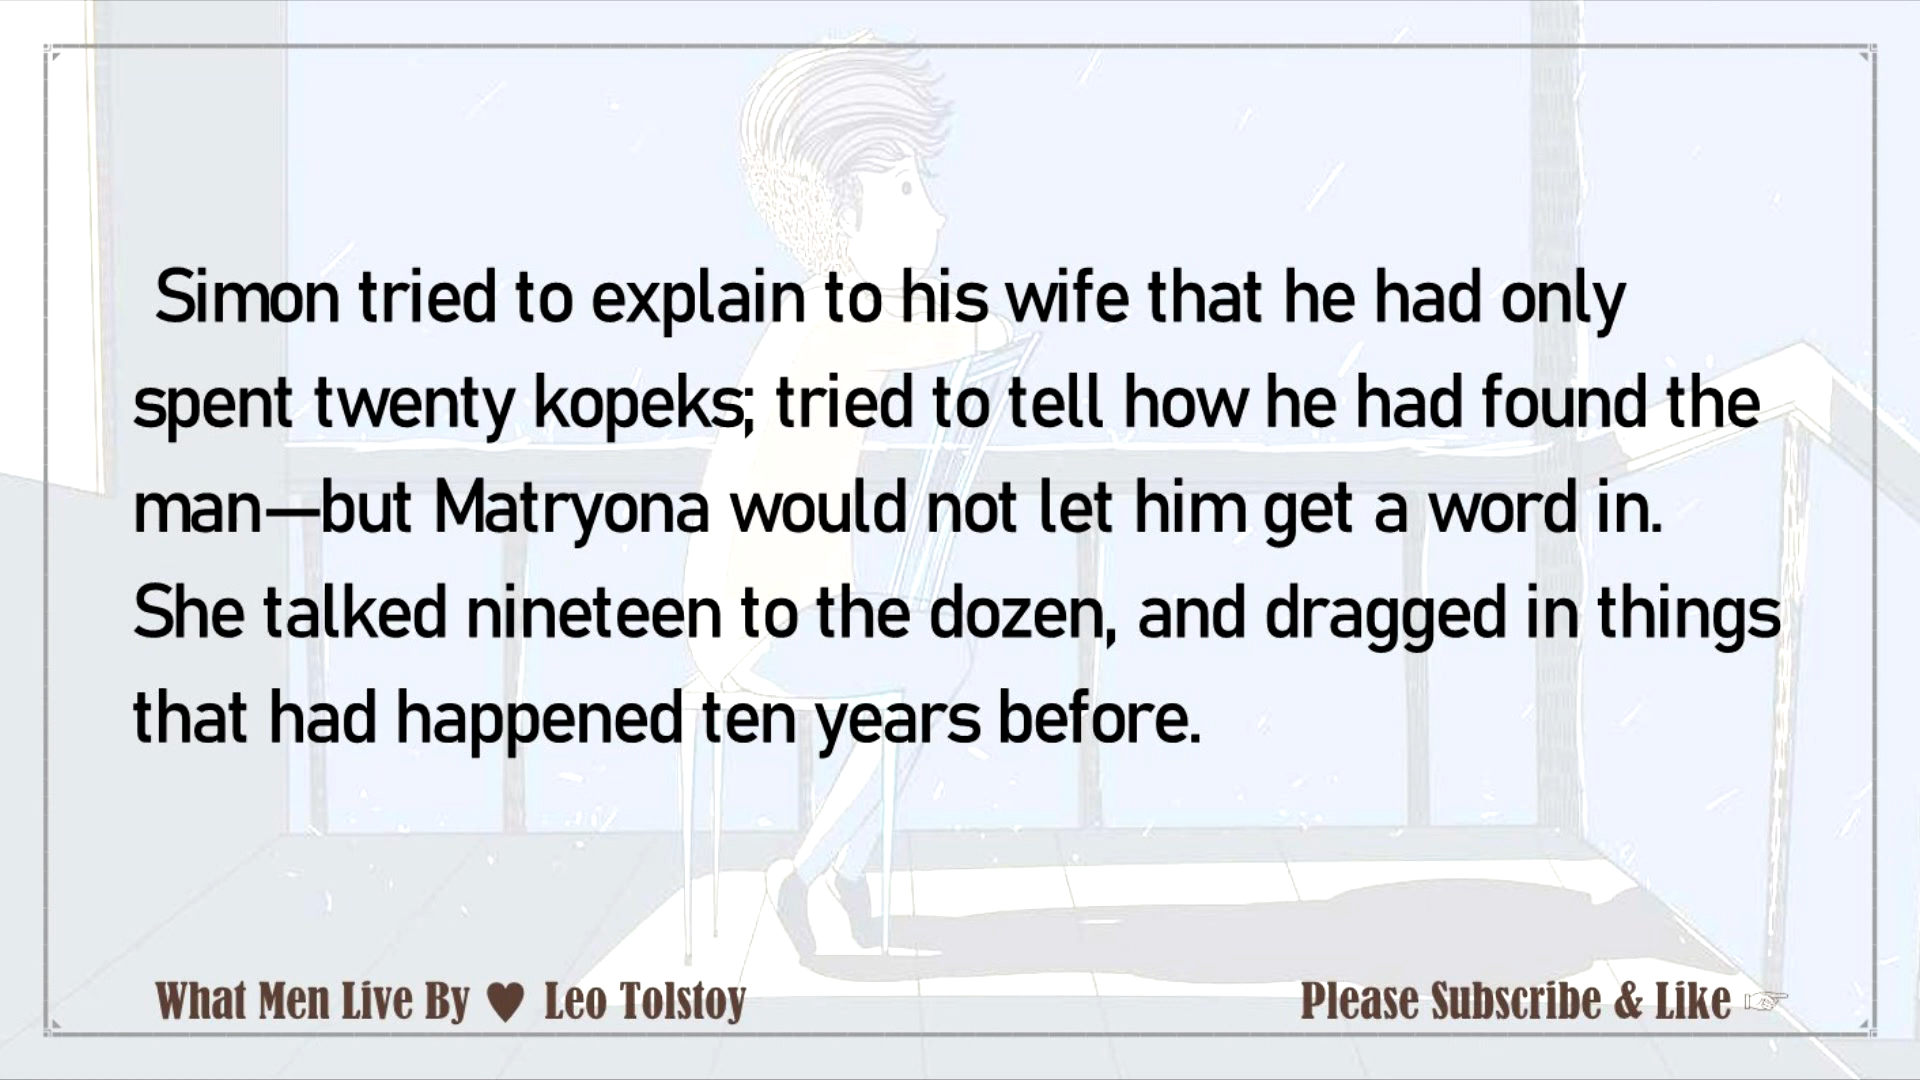 Simon tried to explain to his wife that he had only
spent twenty kopeks; tried to tell how he had found the
man—but Matryona would not let him get a word in.
She talked nineteen to the dozen, and dragged in things
that had happened ten years before.
What Men Live By ♥ Leo Tolstoy
Please Subscribe & Like ☞